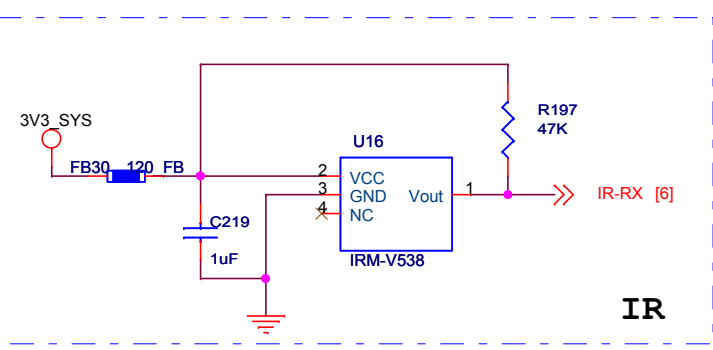 3V3_SYS
R197
47K
U16
FB30 120_FB
2
VCC
3
GND
Vout
1
IR-RX [6]
4
NC
C219
1uF
IRM-V538
IR